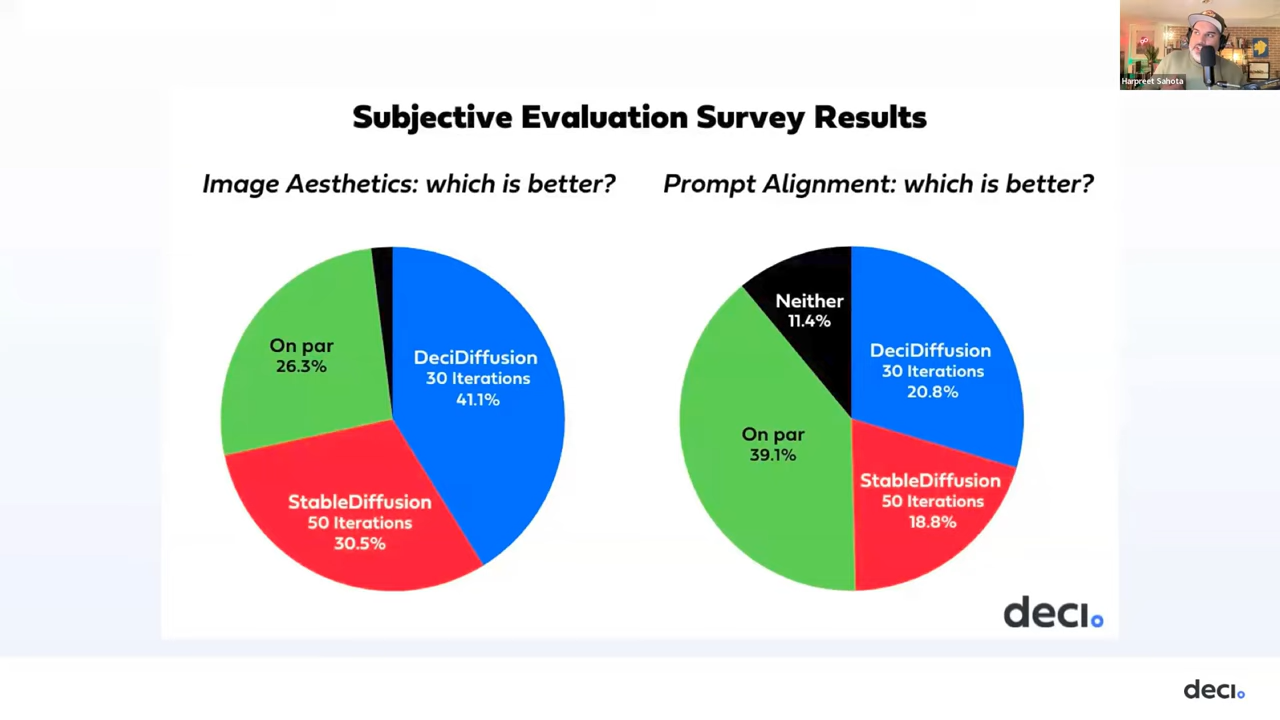 Harpreet Sahota
Subjective Evaluation Survey Results
Image Aesthetics: which is better?
On par
26.3%
DeciDiffusion
30 Iterations
41.1%
StableDiffusion
50 Iterations
30.5%
Prompt Alignment: which is better?
Neither
11.4%
DeciDiffusion
30 Iterations
20.8%
On par
39.1%
StableDiffusion
50 Iterations
18.8%
deci.
deci.